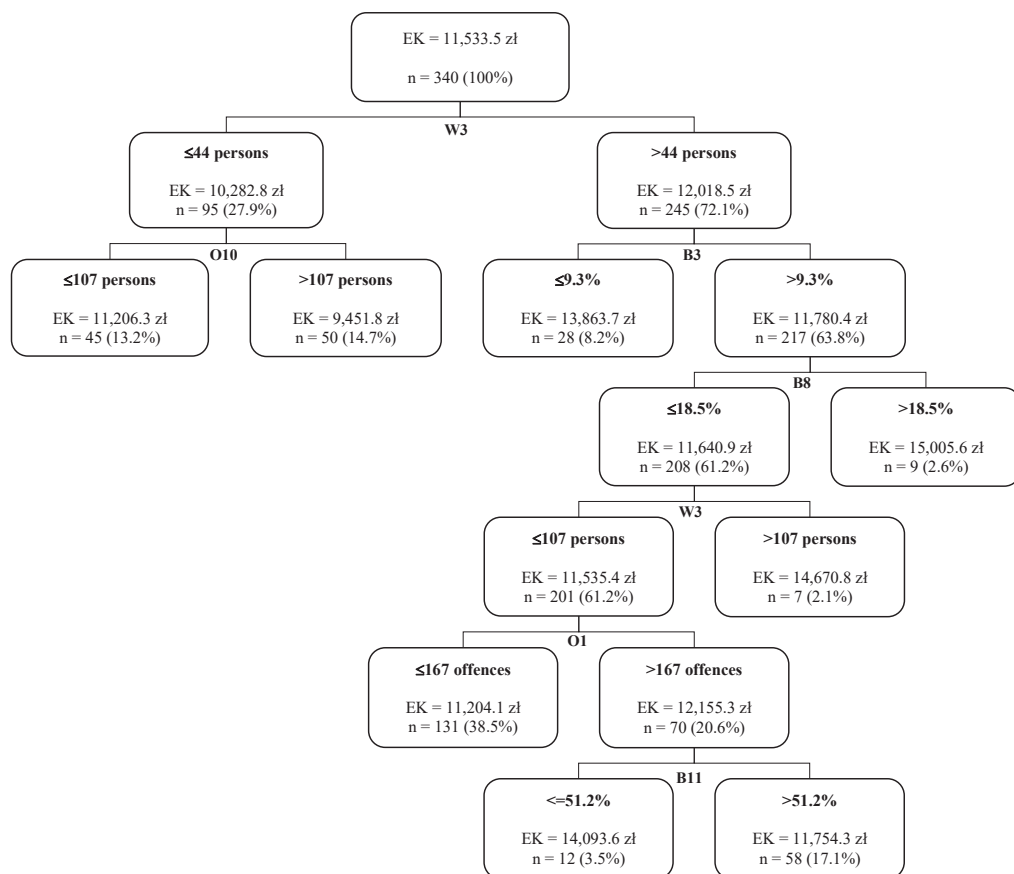 EK = 11,533.5 zł
n = 340 (100%)
W3
≤44 persons
EK = 10,282.8 zł
n = 95 (27.9%)
>44 persons
EK = 12,018.5 zł
n = 245 (72.1%)
O10
B3
≤107 persons
EK = 11,206.3 zł
n = 45 (13.2%)
>107 persons
EK = 9,451.8 zł
n = 50 (14.7%)
≤9.3%
EK = 13,863.7 zł
n = 28 (8.2%)
>9.3%
EK = 11,780.4 zł
n = 217 (63.8%)
B8
≤18.5%
EK = 11,640.9 zł
n = 208 (61.2%)
>18.5%
EK = 15,005.6 zł
n = 9 (2.6%)
W3
≤107 persons
EK = 11,535.4 zł
n = 201 (61.2%)
>107 persons
EK = 14,670.8 zł
n = 7 (2.1%)
O1
≤167 offences
EK = 11,204.1 zł
n = 131 (38.5%)
>167 offences
EK = 12,155.3 zł
n = 70 (20.6%)
B11
<=51.2%
EK = 14,093.6 zł
n = 12 (3.5%)
>51.2%
EK = 11,754.3 zł
n = 58 (17.1%)